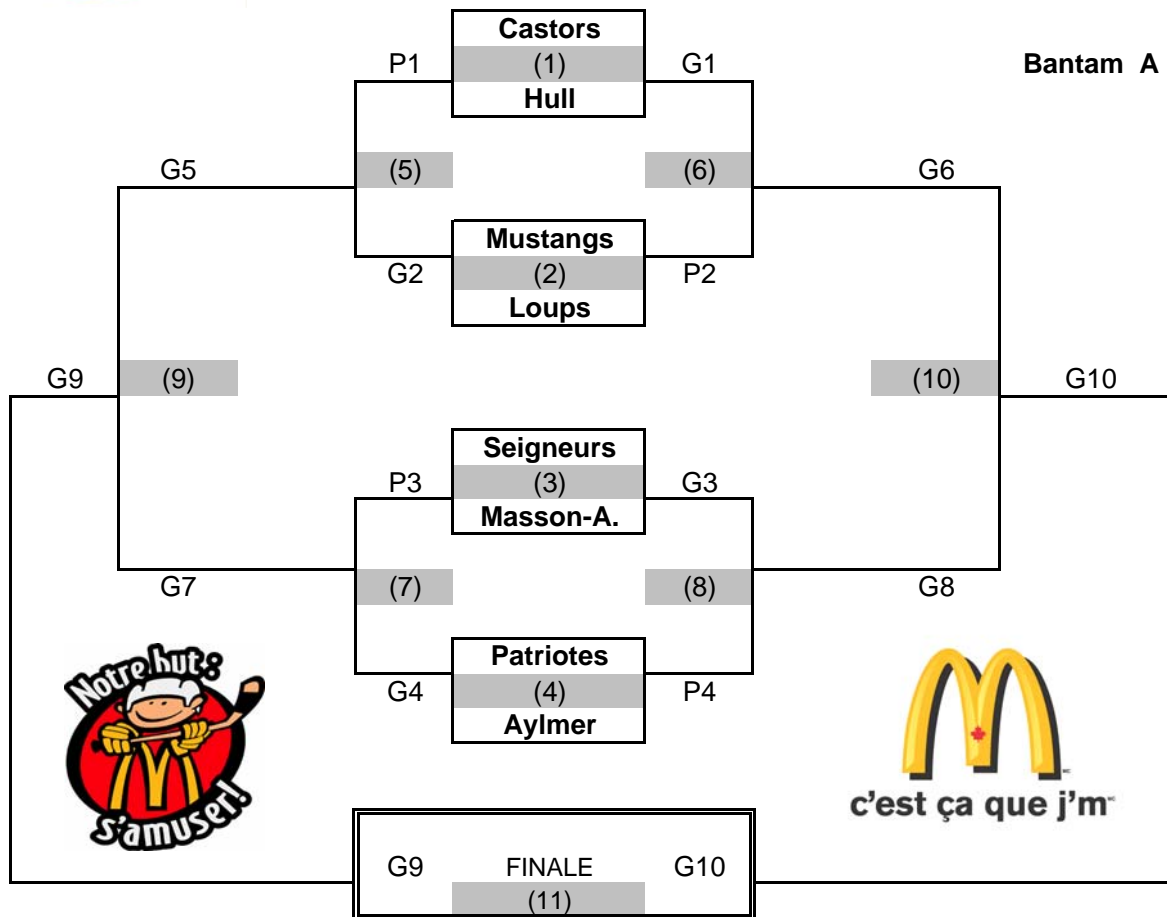 Castors
P1 (1) G1
Bantam A
Hull
G5 (5) (6) G6
Mustangs
G2 (2) P2
Loups
G9 (9) (10) G10
Seigneurs
P3 (3) G3
Masson-A.
G7 (7) (8) G8
Patriotes
G4 (4) P4
Aylmer
Notre but:
s'amuser!
c'est ça que j'm
G9 FINALE G10
(11)